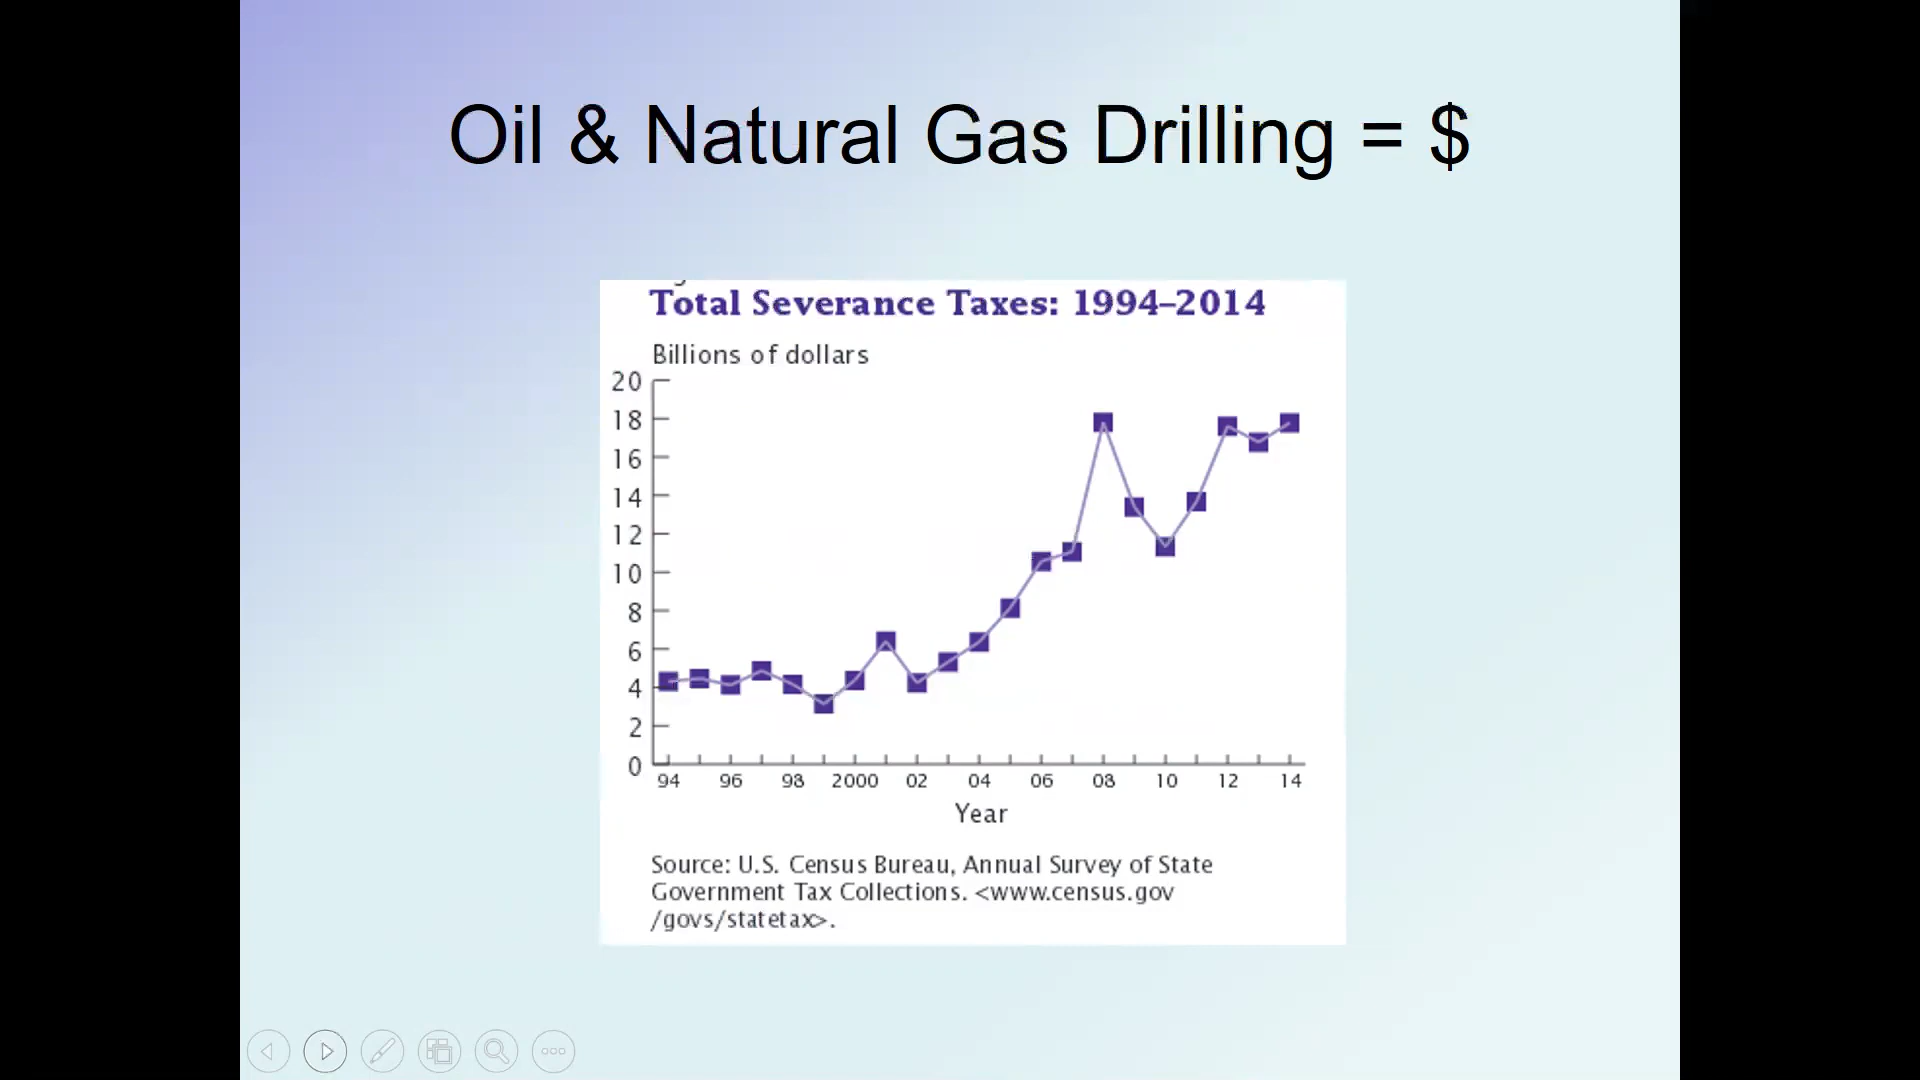 Oil & Natural Gas Drilling = $
Total Severance Taxes: 1994–2014
Billions of dollars
20
18
16
14
12
10
8
6
4
2
0
94 96 98 2000 02 04 06 08 10 12 14
Year
Source: U.S. Census Bureau, Annual Survey of State
Government Tax Collections. <www.census.gov
/govs/statetax>.